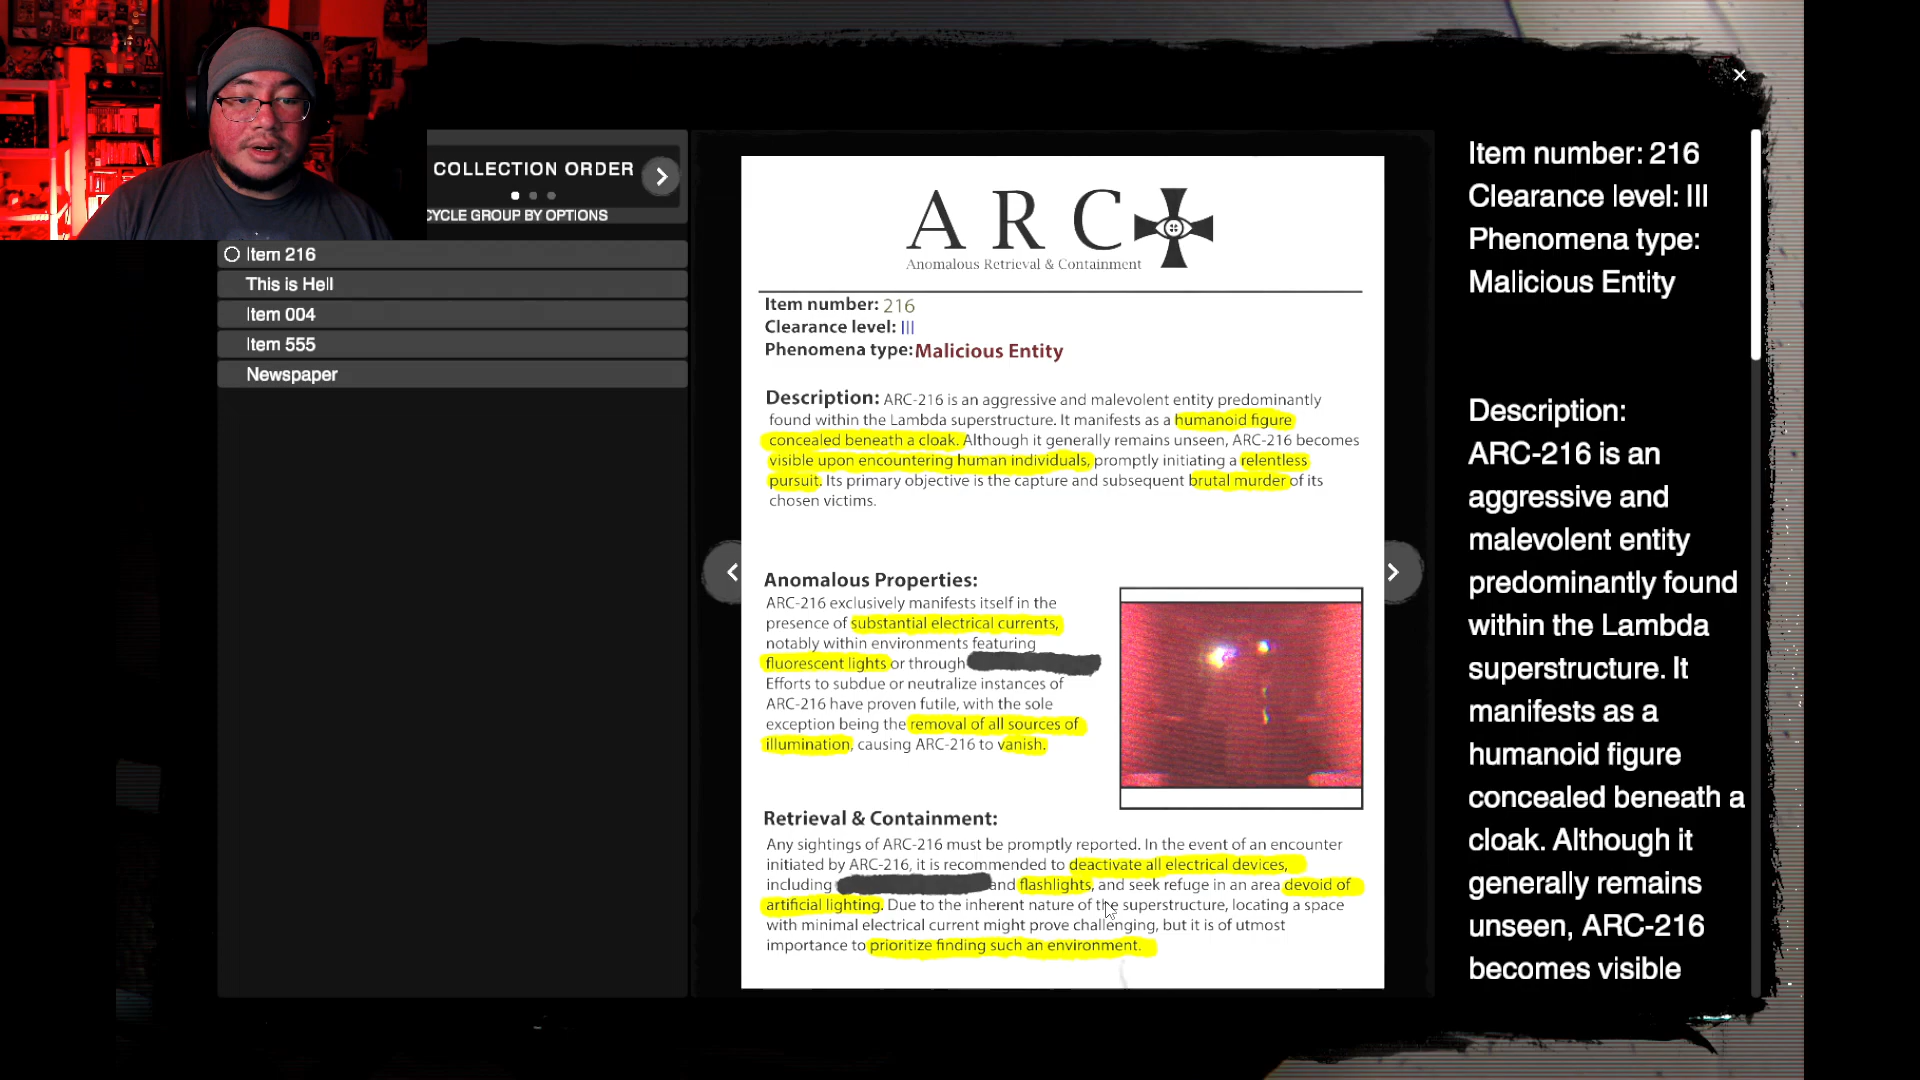 COLLECTION ORDER
CYCLE GROUP BY OPTIONS
Item 216
This is Hell
Item 004
Item 555
Newspaper
ARC
Anomalous Retrieval & Containment
Item number: 216
Clearance level: III
Phenomena type: Malicious Entity
Description: ARC-216 is an aggressive and malevolent entity predominantly
found within the Lambda superstructure. It manifests as a humanoid figure
concealed beneath a cloak. Although it generally remains unseen, ARC-216 becomes
visible upon encountering human individuals, promptly initiating a relentless
pursuit. Its primary objective is the capture and subsequent brutal murder of its
chosen victims.
Anomalous Properties:
ARC-216 exclusively manifests itself in the
presence of substantial electrical currents,
notably within environments featuring
fluorescent lights or through
Efforts to subdue or neutralize instances of
ARC-216 have proven futile, with the sole
exception being the removal of all sources of
illumination, causing ARC-216 to vanish.
Retrieval & Containment:
Any sightings of ARC-216 must be promptly reported. In the event of an encounter
initiated by ARC-216, it is recommended to deactivate all electrical devices,
including and flashlights, and seek refuge in an area devoid of
artificial lighting. Due to the inherent nature of the superstructure, locating a space
with minimal electrical current might prove challenging, but it is of utmost
importance to prioritize finding such an environment.
Item number: 216
Clearance level: III
Phenomena type:
Malicious Entity
Description:
ARC-216 is an
aggressive and
malevolent entity
predominantly found
within the Lambda
superstructure. It
manifests as a
humanoid figure
concealed beneath a
cloak. Although it
generally remains
unseen, ARC-216
becomes visible